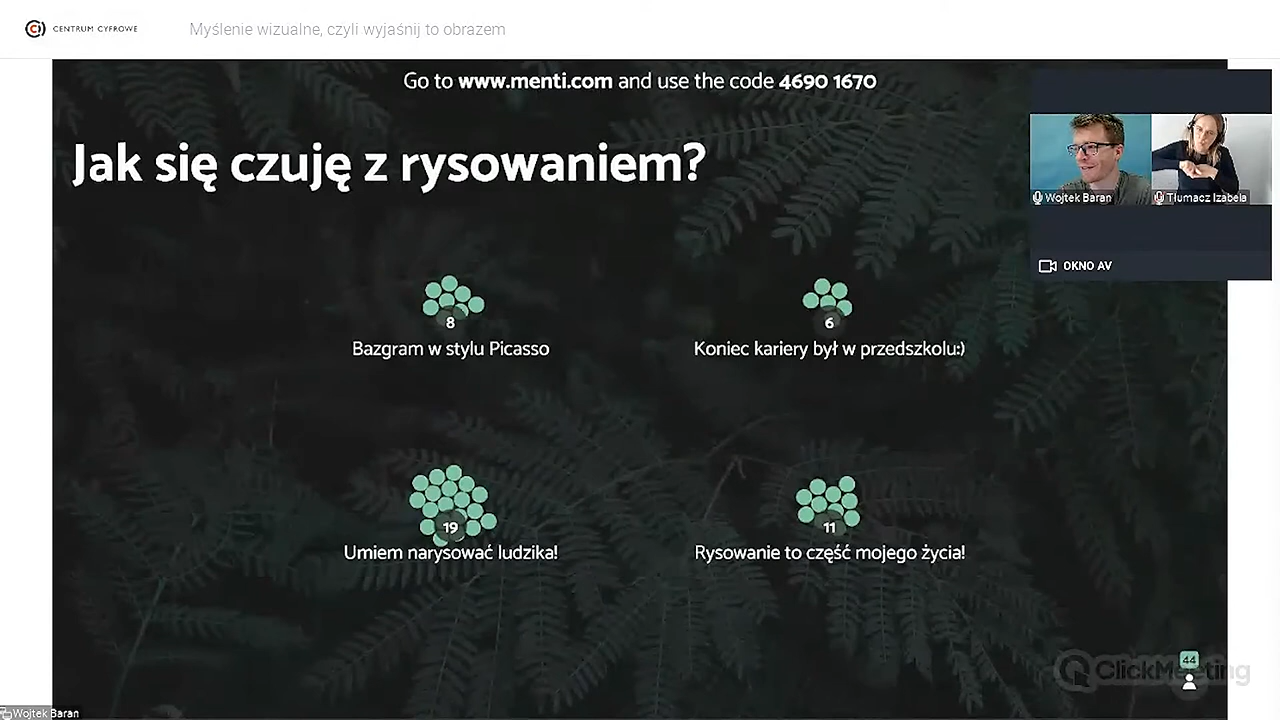 CENTRUM CYFROWE
Myślenie wizualne, czyli wyjaśnij to obrazem
Go to www.menti.com and use the code 4690 1670
Jak się czuję z rysowaniem?
Wojtek Baran
Tłumacz Izabela
OKNO AV
8
Bazgram w stylu Picasso
6
Koniec kariery był w przedszkolu:)
19
Umiem narysować ludzika!
11
Rysowanie to część mojego życia!
44
ClickMeeting
Wojtek Baran